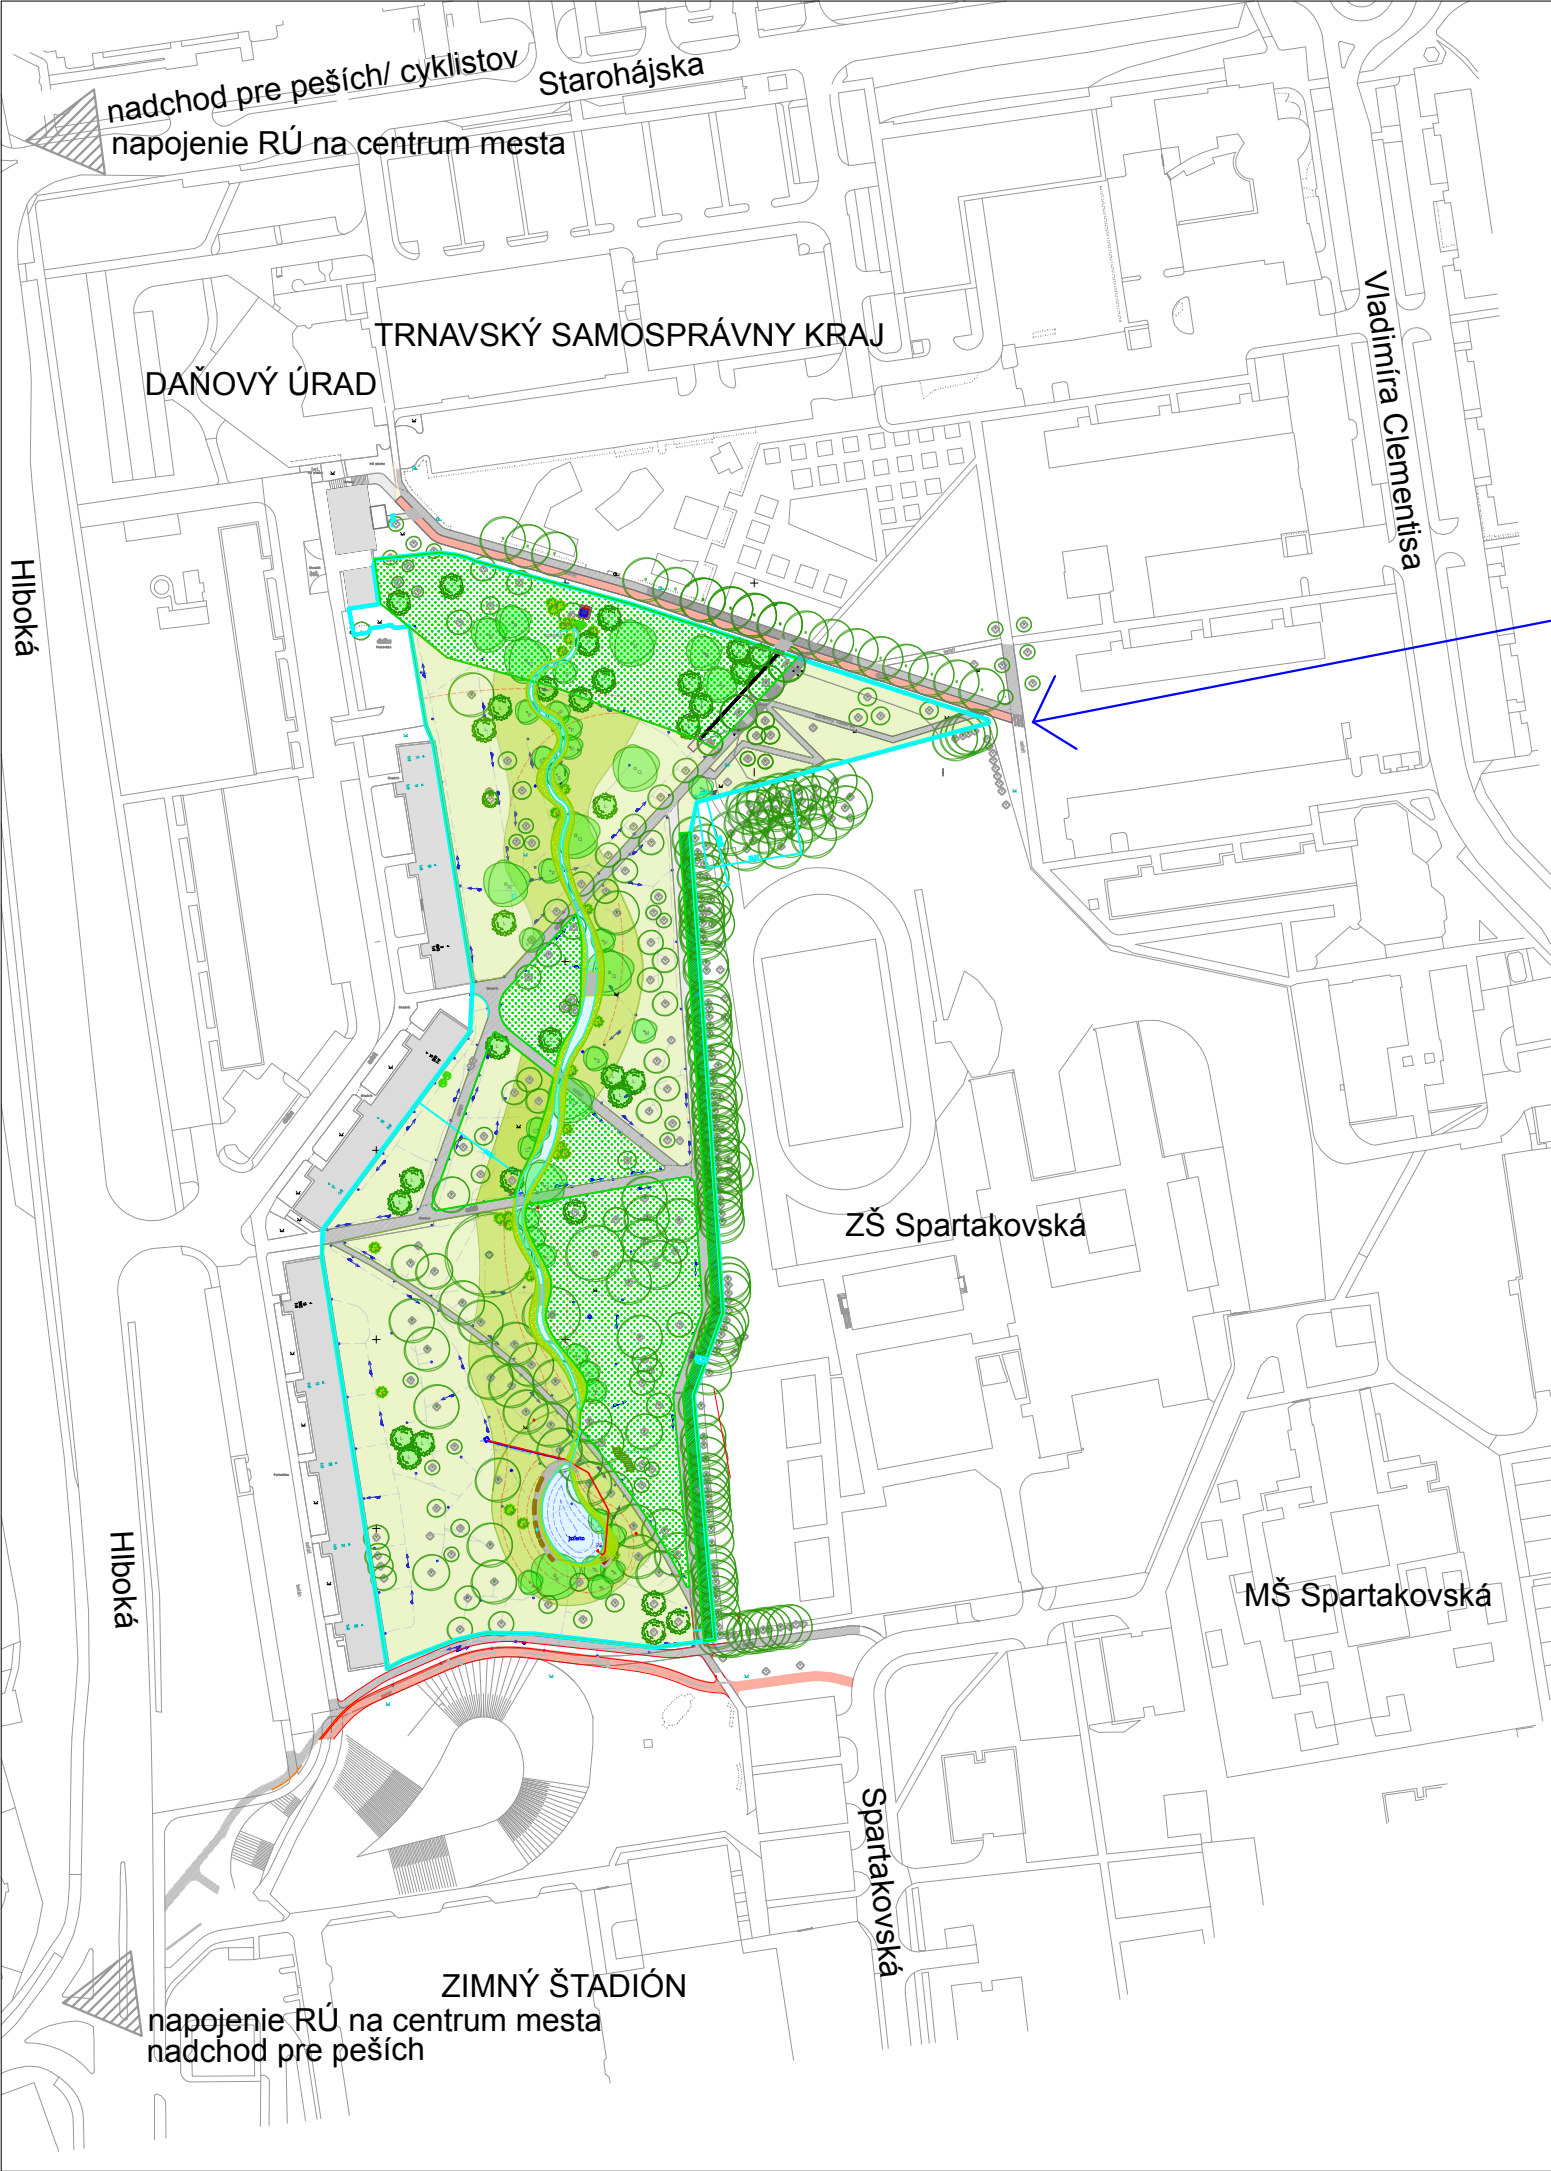 nadchod pre peších/ cyklistov
Starohájska
napojenie RÚ na centrum mesta
TRNAVSKÝ SAMOSPRÁVNY KRAJ
DAŇOVÝ ÚRAD
Vladimíra Clementisa
Hlboká
ZŠ Spartakovská
Hlboká
MŠ Spartakovská
Spartakovská
ZIMNÝ ŠTADIÓN
napojenie RÚ na centrum mesta
nadchod pre peších